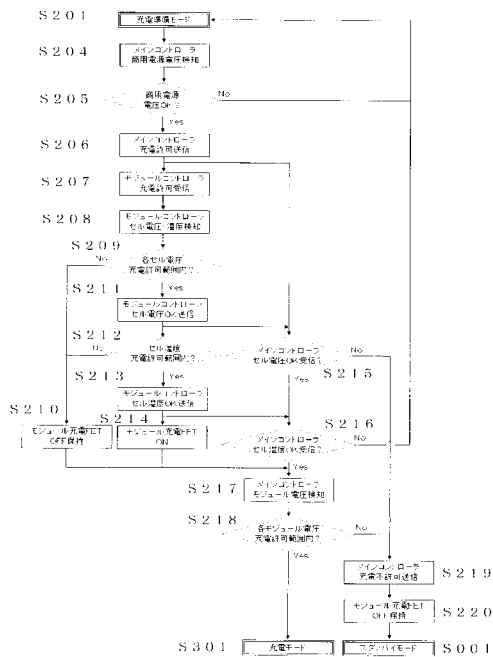 S201
充電準備モード
S204
メインコントローラ
商用電源電圧検知
S205
商用電源
電圧OK?
No
Yes
S206
メインコントローラ
充電許可送信
S207
モジュールコントローラ
充電許可受信
S208
モジュールコントローラ
セル電圧・温度検知
S209
No
各セル電圧
充電許可範囲内?
S211
Yes
モジュールコントローラ
セル電圧OK送信
S212
No
セル温度
充電許可範囲内?
メインコントローラ
セル電圧OK受信?
No
S213
Yes
Yes
S215
モジュールコントローラ
セル温度OK送信
S210
S214
S216
モジュール充電FET
OFF保持
モジュール充電FET
ON
メインコントローラ
セル温度OK受信?
No
Yes
S217
メインコントローラ
モジュール電圧検知
S218
各モジュール電圧
充電許可範囲内?
No
Yes
メインコントローラ
充電不許可送信
S219
モジュール充電FET
OFF保持
S220
S301
充電モード
スタンバイモード
S001